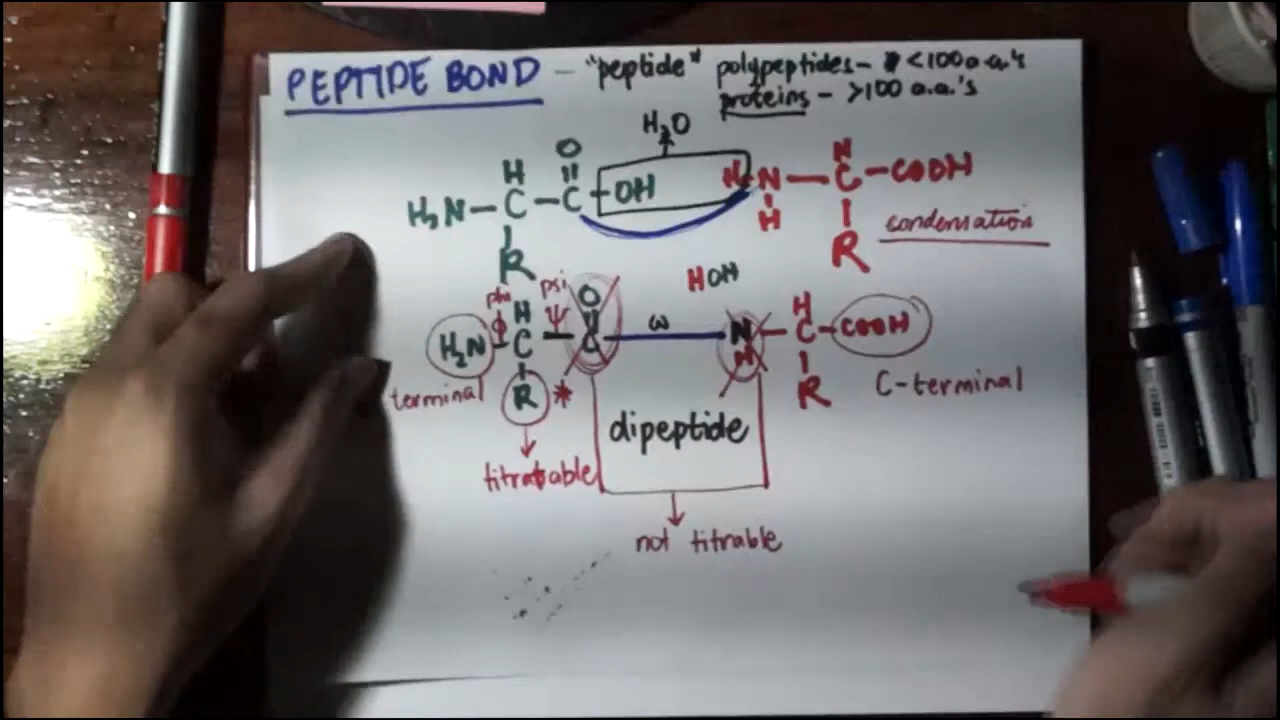 PEPTIDE BOND – "peptide" polypeptides – < 100 a.a.'s
proteins – >100 a.a.'s
H₂O
H O H
H₂N – C – C – OH H – N – C – COOH
R H R
condensation
HOH
phi psi
H O H
H₂N ϕ C ψ C ω N – C – COOH
H
terminal R * R C-terminal
dipeptide
titratable
not titrable